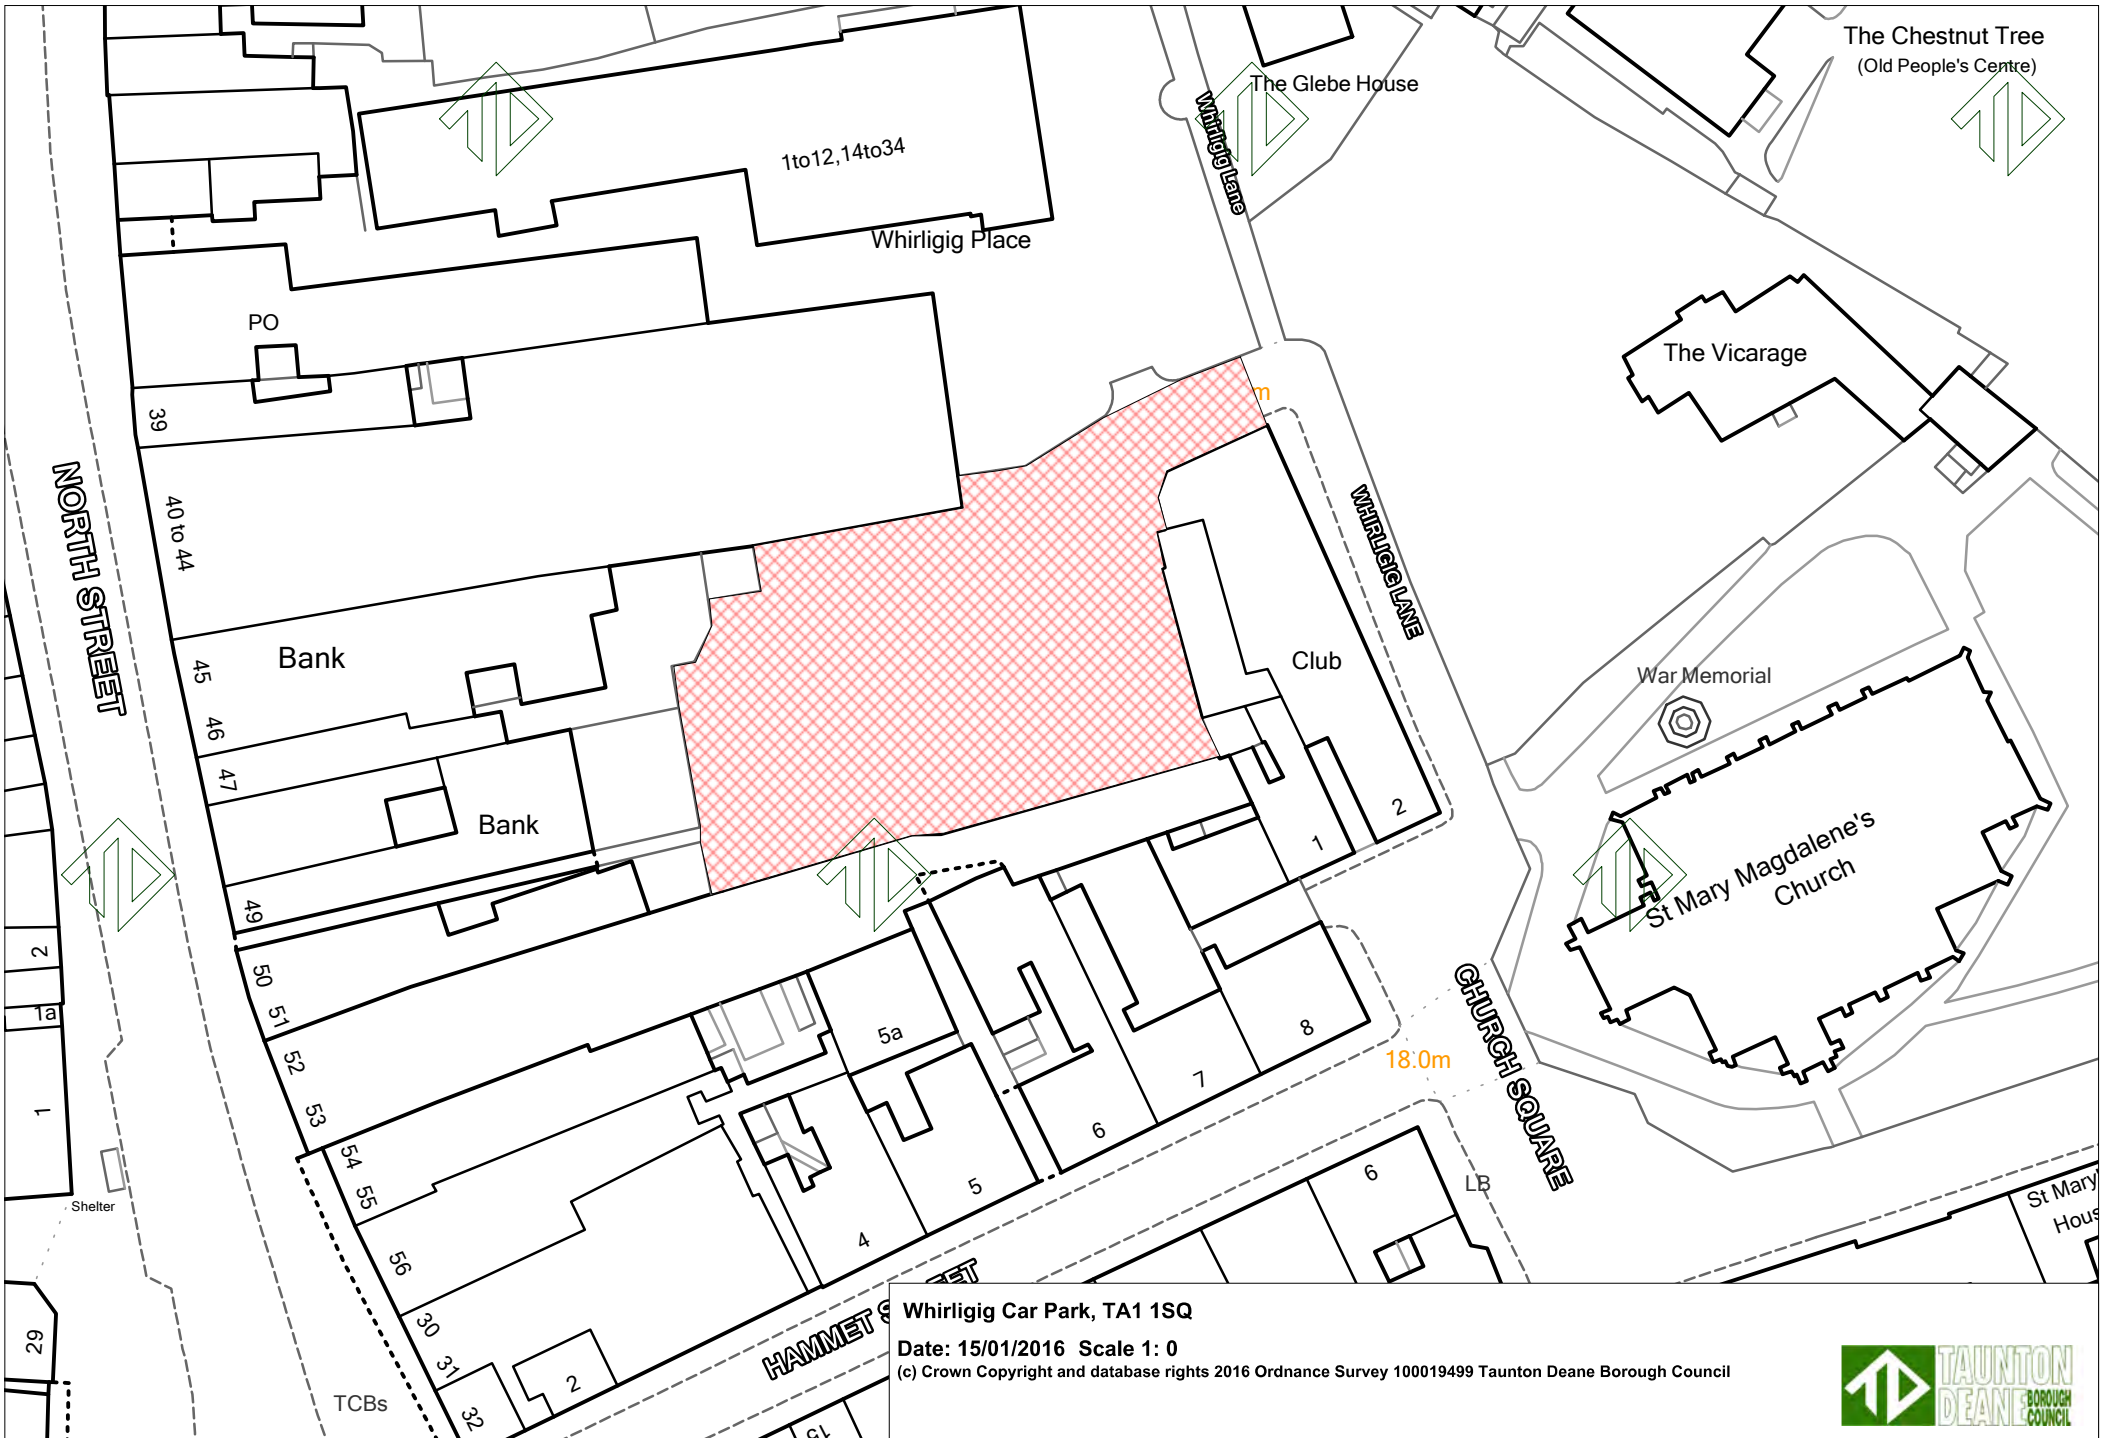 The Chestnut Tree
(Old People's Centre)
The Glebe House
Whirligig Lane
1to12,14to34
Whirligig Place
PO
The Vicarage
m
39
40 to 44
NORTH STREET
WHIRLIGIG LANE
Bank
45
46
47
Club
War Memorial
Bank
49
2
1
St Mary Magdalene's
Church
50
51
52
53
54
55
56
30
31
32
2
1a
1
Shelter
29
TCBs
5a
8
7
6
5
4
2
18.0m
CHURCH SQUARE
6
LB
St Mary
HAMMET
15
Whirligig Car Park, TA1 1SQ
Date: 15/01/2016 Scale 1: 0
(c) Crown Copyright and database rights 2016 Ordnance Survey 100019499 Taunton Deane Borough Council
TD
TAUNTON
DEANE BOROUGH
COUNCIL